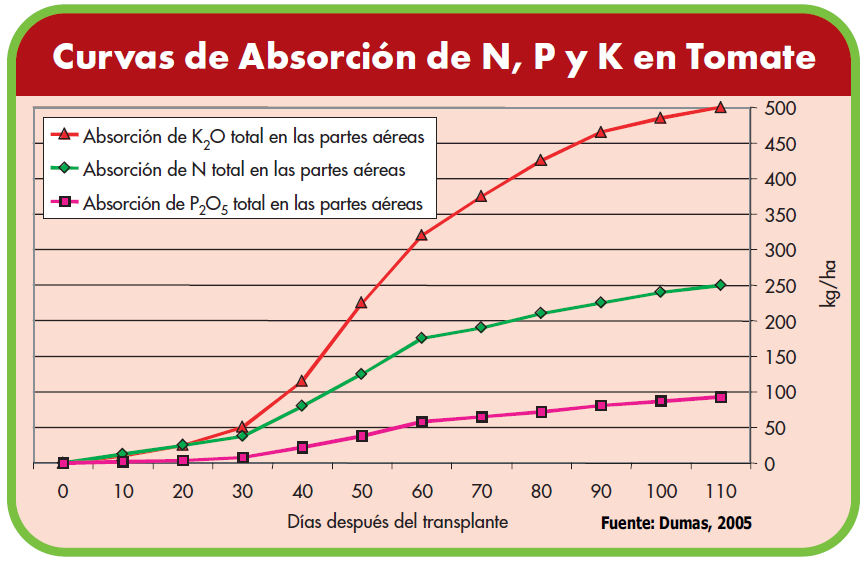 Curvas de Absorción de N, P y K en Tomate
Absorción de K₂O total en las partes aéreas
Absorción de N total en las partes aéreas
Absorción de P₂O₅ total en las partes aéreas
500
450
400
350
300
250
200
150
100
50
0
kg/ha
0 10 20 30 40 50 60 70 80 90 100 110
Días después del transplante
Fuente: Dumas, 2005